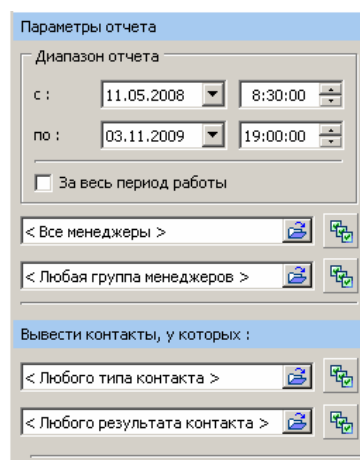 Параметры отчета
Диапазон отчета
с : 11.05.2008 8:30:00
по : 03.11.2009 19:00:00
За весь период работы
< Все менеджеры >
< Любая группа менеджеров >
Вывести контакты, у которых :
< Любого типа контакта >
< Любого результата контакта >